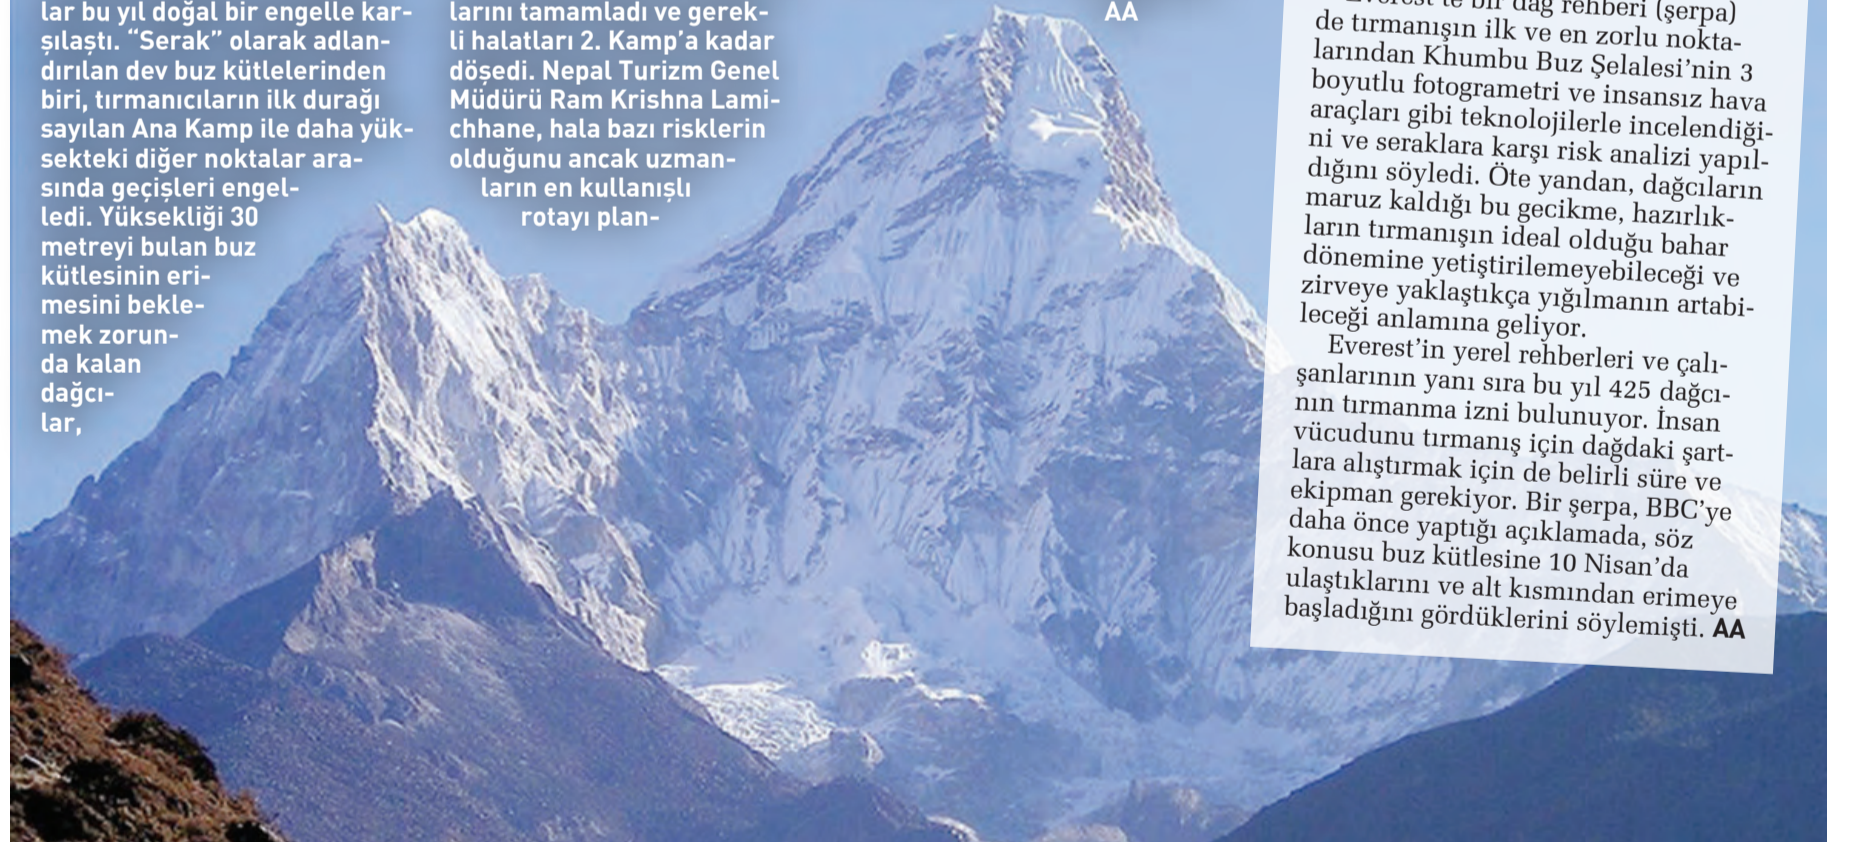 lar bu yıl doğal bir engelle kar-
şılaştı. “Serak” olarak adlan-
dırılan dev buz kütlelerinden
biri, tırmanıcıların ilk durağı
sayılan Ana Kamp ile daha yük-
sekteki diğer noktalar ara-
sında geçişleri engel-
ledi. Yüksekliği 30
metreyi bulan buz
kütlesinin eri-
mesini bekle-
mek zorun-
da kalan
dağcı-
lar,
larını tamamladı ve gerek-
li halatları 2. Kamp’a kadar
döşedi. Nepal Turizm Genel
Müdürü Ram Krishna Lami-
chhane, hala bazı risklerin
olduğunu ancak uzman-
ların en kullanışlı
rotayı plan-
AA
Everest’te bir dağ rehberi (şerpa)
de tırmanışın ilk ve en zorlu nokta-
larından Khumbu Buz Şelalesi’nin 3
boyutlu fotogrametri ve insansız hava
araçları gibi teknolojilerle incelendiği-
ni ve seraklara karşı risk analizi yapıl-
dığını söyledi. Öte yandan, dağcıların
maruz kaldığı bu gecikme, hazırlık-
ların tırmanışın ideal olduğu bahar
dönemine yetiştirilemeyebileceği ve
zirveye yaklaştıkça yığılmanın artabi-
leceği anlamına geliyor.
Everest’in yerel rehberleri ve çalı-
şanlarının yanı sıra bu yıl 425 dağcı-
nın tırmanma izni bulunuyor. İnsan
vücudunu tırmanış için dağdaki şart-
lara alıştırmak için de belirli süre ve
ekipman gerekiyor. Bir şerpa, BBC’ye
daha önce yaptığı açıklamada, söz
konusu buz kütlesine 10 Nisan’da
ulaştıklarını ve alt kısmından erimeye
başladığını gördüklerini söylemişti. AA